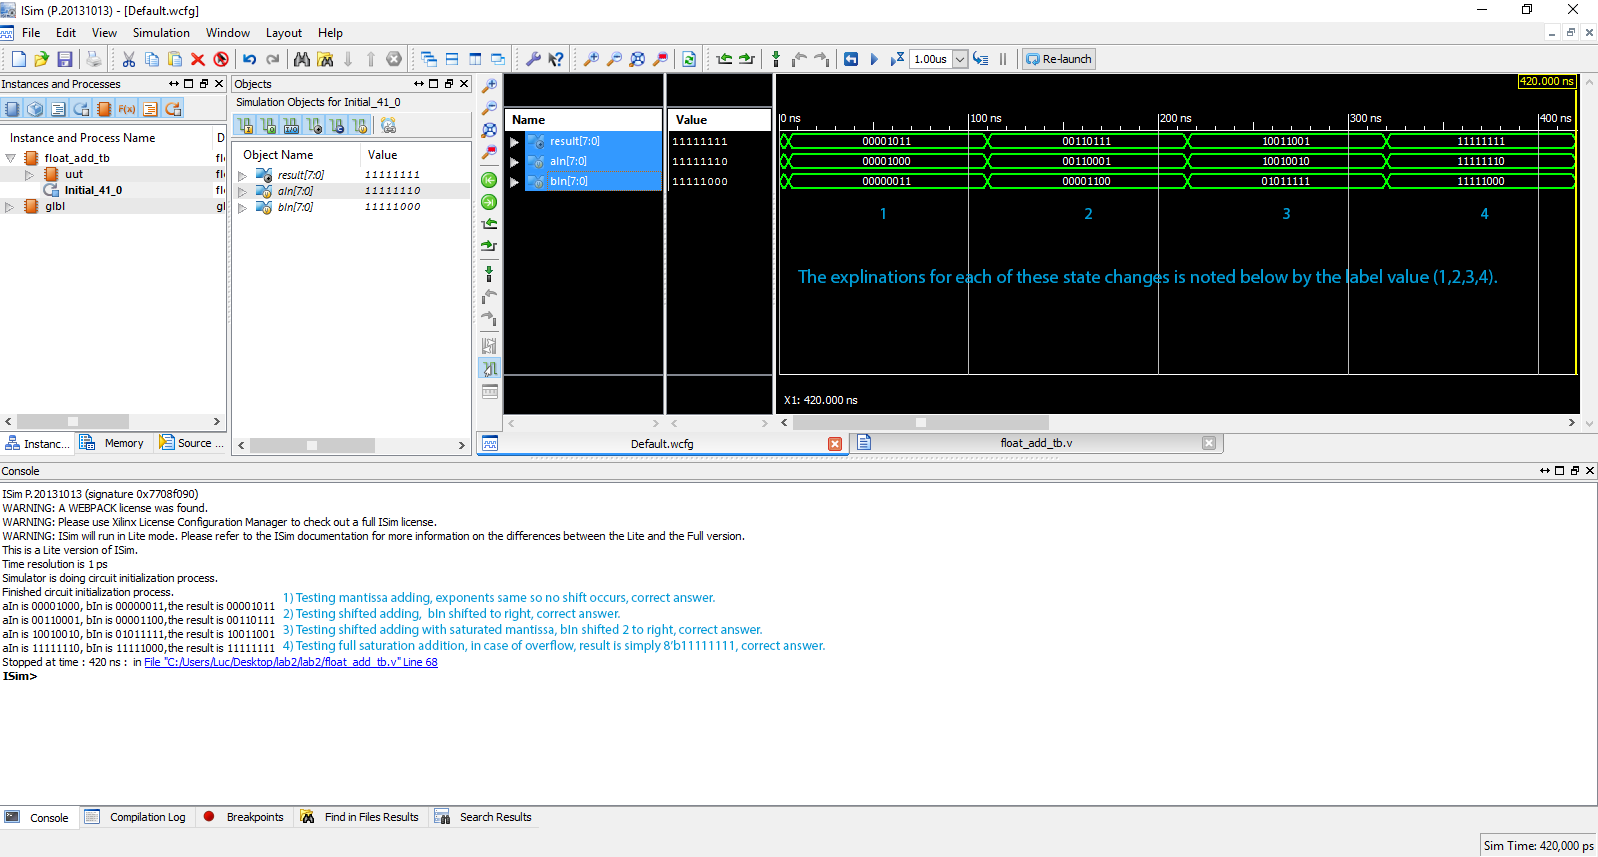 ISim (P.20131013) - [Default.wcfg]
File Edit View Simulation Window Layout Help
1.00us Re-launch
Instances and Processes
Instance and Process Name D
float_add_tb fl
uut fl
Initial_41_0 fl
glbl gl
Instanc... Memory Source ...
Objects
Simulation Objects for Initial_41_0
Object Name Value
result[7:0] 11111111
aIn[7:0] 11111110
bIn[7:0] 11111000
Name Value
result[7:0] 11111111
aIn[7:0] 11111110
bIn[7:0] 11111000
420.000 ns
0 ns 100 ns 200 ns 300 ns 400 ns
00001011 00110111 10011001 11111111
00001000 00110001 10010010 11111110
00000011 00001100 01011111 11111000
1 2 3 4
The explinations for each of these state changes is noted below by the label value (1,2,3,4).
X1: 420.000 ns
Default.wcfg float_add_tb.v
Console
ISim P.20131013 (signature 0x7708f090)
WARNING: A WEBPACK license was found.
WARNING: Please use Xilinx License Configuration Manager to check out a full ISim license.
WARNING: ISim will run in Lite mode. Please refer to the ISim documentation for more information on the differences between the Lite and the Full version.
This is a Lite version of ISim.
Time resolution is 1 ps
Simulator is doing circuit initialization process.
Finished circuit initialization process.
aIn is 00001000, bIn is 00000011,the result is 00001011 1) Testing mantissa adding, exponents same so no shift occurs, correct answer.
aIn is 00110001, bIn is 00001100,the result is 00110111 2) Testing shifted adding, bIn shifted to right, correct answer.
aIn is 10010010, bIn is 01011111,the result is 10011001 3) Testing shifted adding with saturated mantissa, bIn shifted 2 to right, correct answer.
aIn is 11111110, bIn is 11111000,the result is 11111111 4) Testing full saturation addition, in case of overflow, result is simply 8'b11111111, correct answer.
Stopped at time : 420 ns : in File "C:/Users/Luc/Desktop/lab2/lab2/float_add_tb.v" Line 68
ISim>
Console Compilation Log Breakpoints Find in Files Results Search Results
Sim Time: 420,000 ps